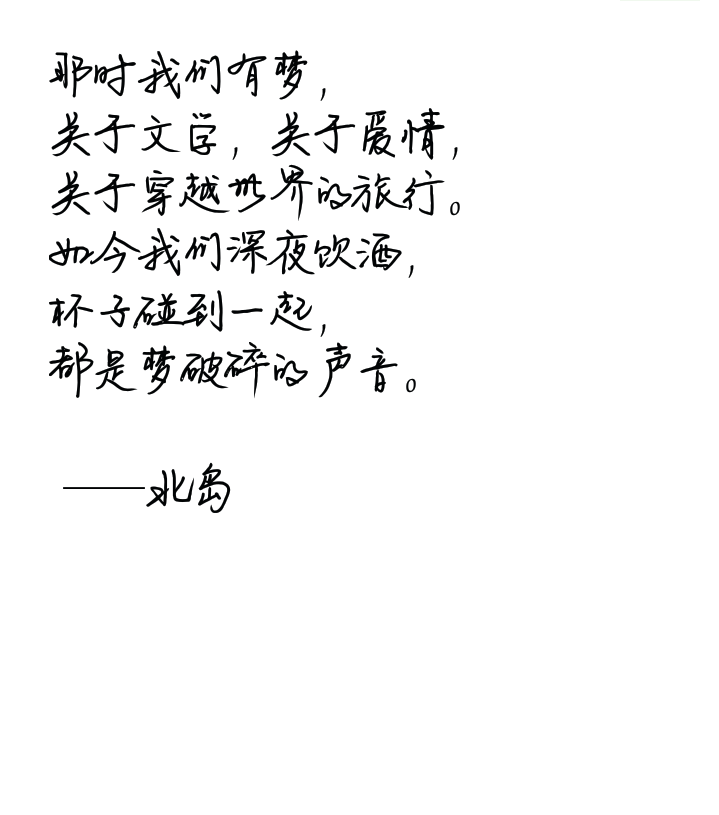 那时我们有梦，
关于文学，关于爱情，
关于穿越世界的旅行。
如今我们深夜饮酒，
杯子碰到一起，
都是梦破碎的声音。
——北岛